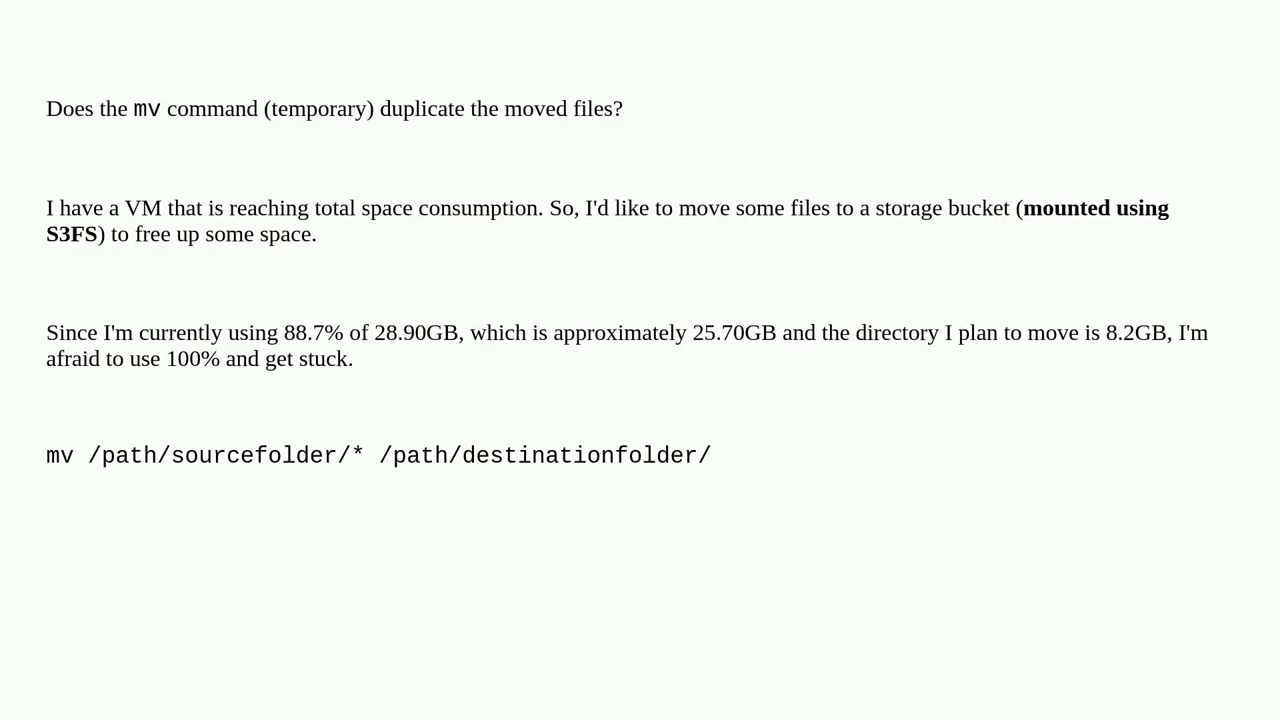 Does the mv command (temporary) duplicate the moved files?
I have a VM that is reaching total space consumption. So, I'd like to move some files to a storage bucket (mounted using
S3FS) to free up some space.
Since I'm currently using 88.7% of 28.90GB, which is approximately 25.70GB and the directory I plan to move is 8.2GB, I'm
afraid to use 100% and get stuck.
mv /path/sourcefolder/* /path/destinationfolder/